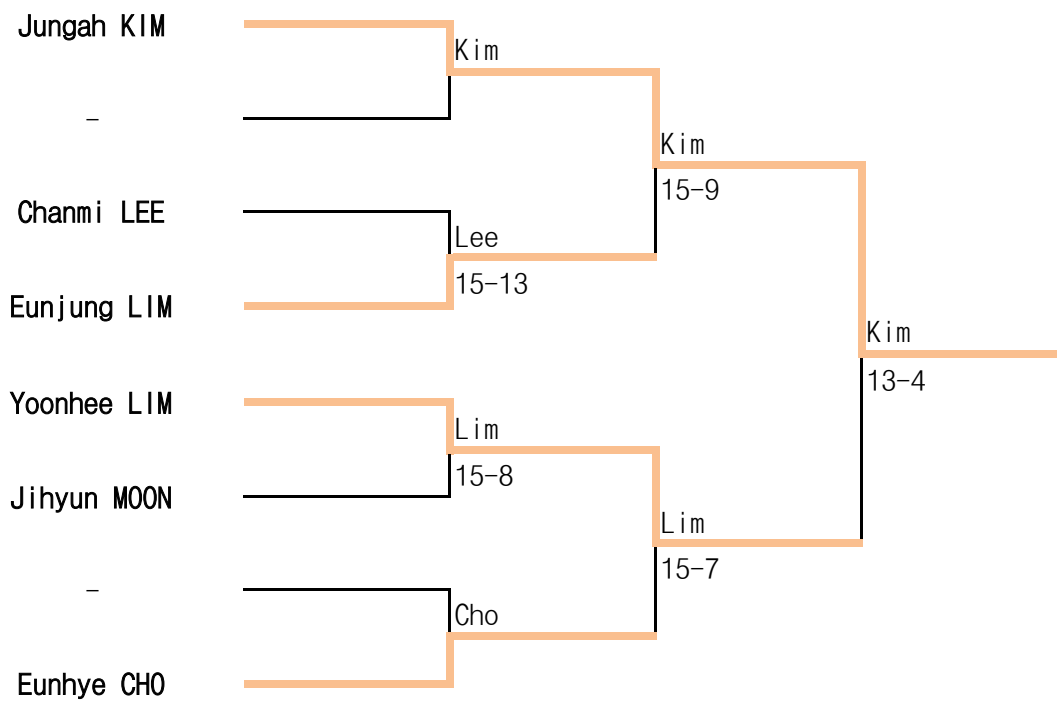 Jungah KIM
Kim
-
Kim
15-9
Chanmi LEE
Lee
15-13
Eunjung LIM
Kim
13-4
Yoonhee LIM
Lim
15-8
Jihyun MOON
Lim
15-7
-
Cho
Eunhye CHO